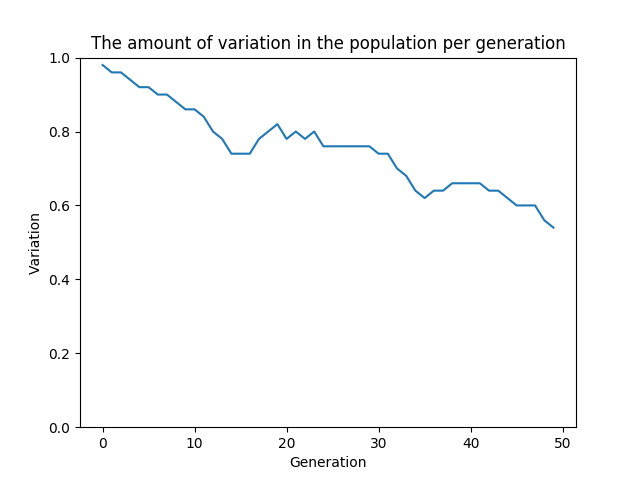 The amount of variation in the population per generation
1.0
0.8
0.6
0.4
0.2
0.0
Variation
0 10 20 30 40 50
Generation